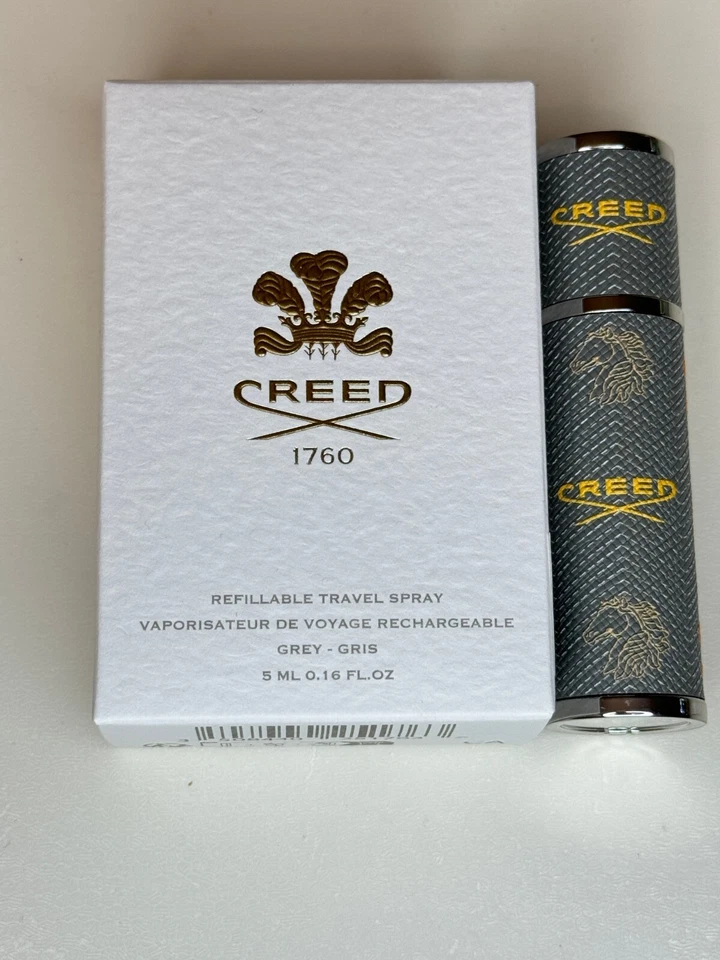 CREED
1760
REFILLABLE TRAVEL SPRAY
VAPORISATEUR DE VOYAGE RECHARGEABLE
GREY - GRIS
5 ML 0.16 FL.OZ
CREED
CREED